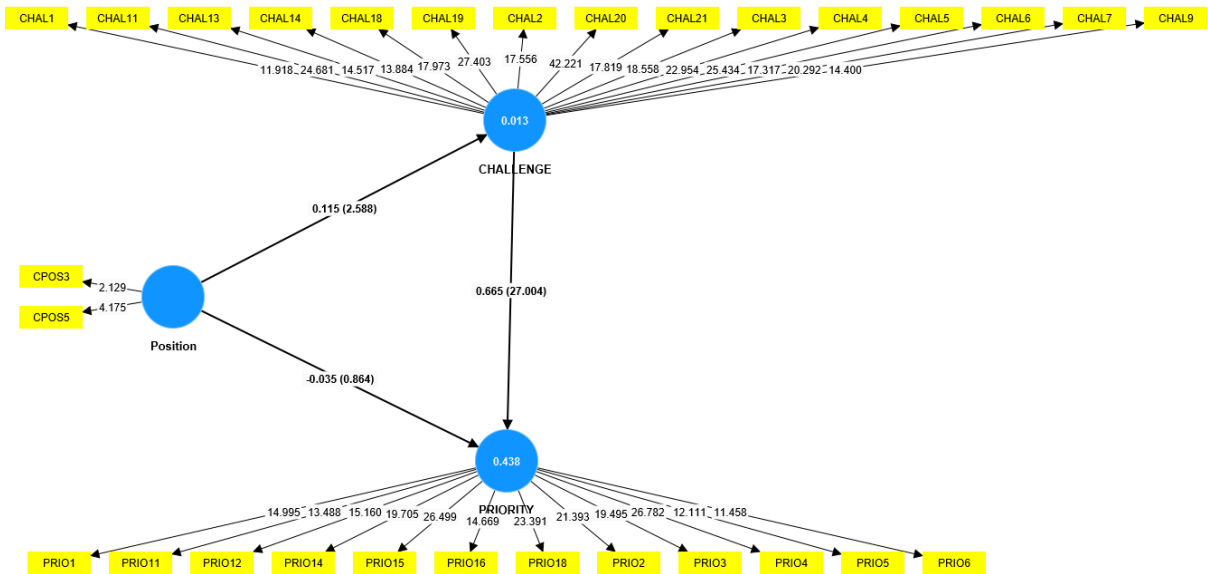 CHAL1 CHAL11 CHAL13 CHAL14 CHAL18 CHAL19 CHAL2 CHAL20 CHAL21 CHAL3 CHAL4 CHAL5 CHAL6 CHAL7 CHAL9
11.918 24.681 14.517 13.884 17.973 27.403 17.556 42.221 17.819 18.558 22.954 25.434 17.317 20.292 14.400
0.013
CHALLENGE
0.115 (2.588)
CPOS3
2.129
0.665 (27.004)
4.175
CPOS5
Position
-0.035 (0.864)
0.438
PRIORITY
14.995 13.488 15.160 19.705 26.499 14.669 23.391 21.393 19.495 26.782 12.111 11.458
PRIO1 PRIO11 PRIO12 PRIO14 PRIO15 PRIO16 PRIO18 PRIO2 PRIO3 PRIO4 PRIO5 PRIO6